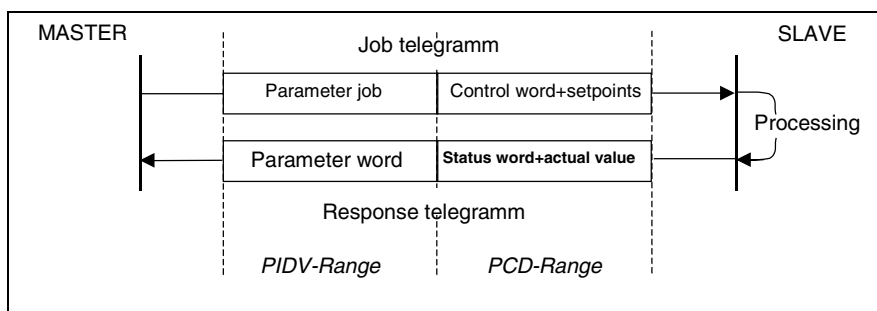 MASTER
SLAVE
Job telegramm
Parameter job
Control word+setpoints
Processing
Parameter word
Status word+actual value
Response telegramm
PIDV-Range
PCD-Range